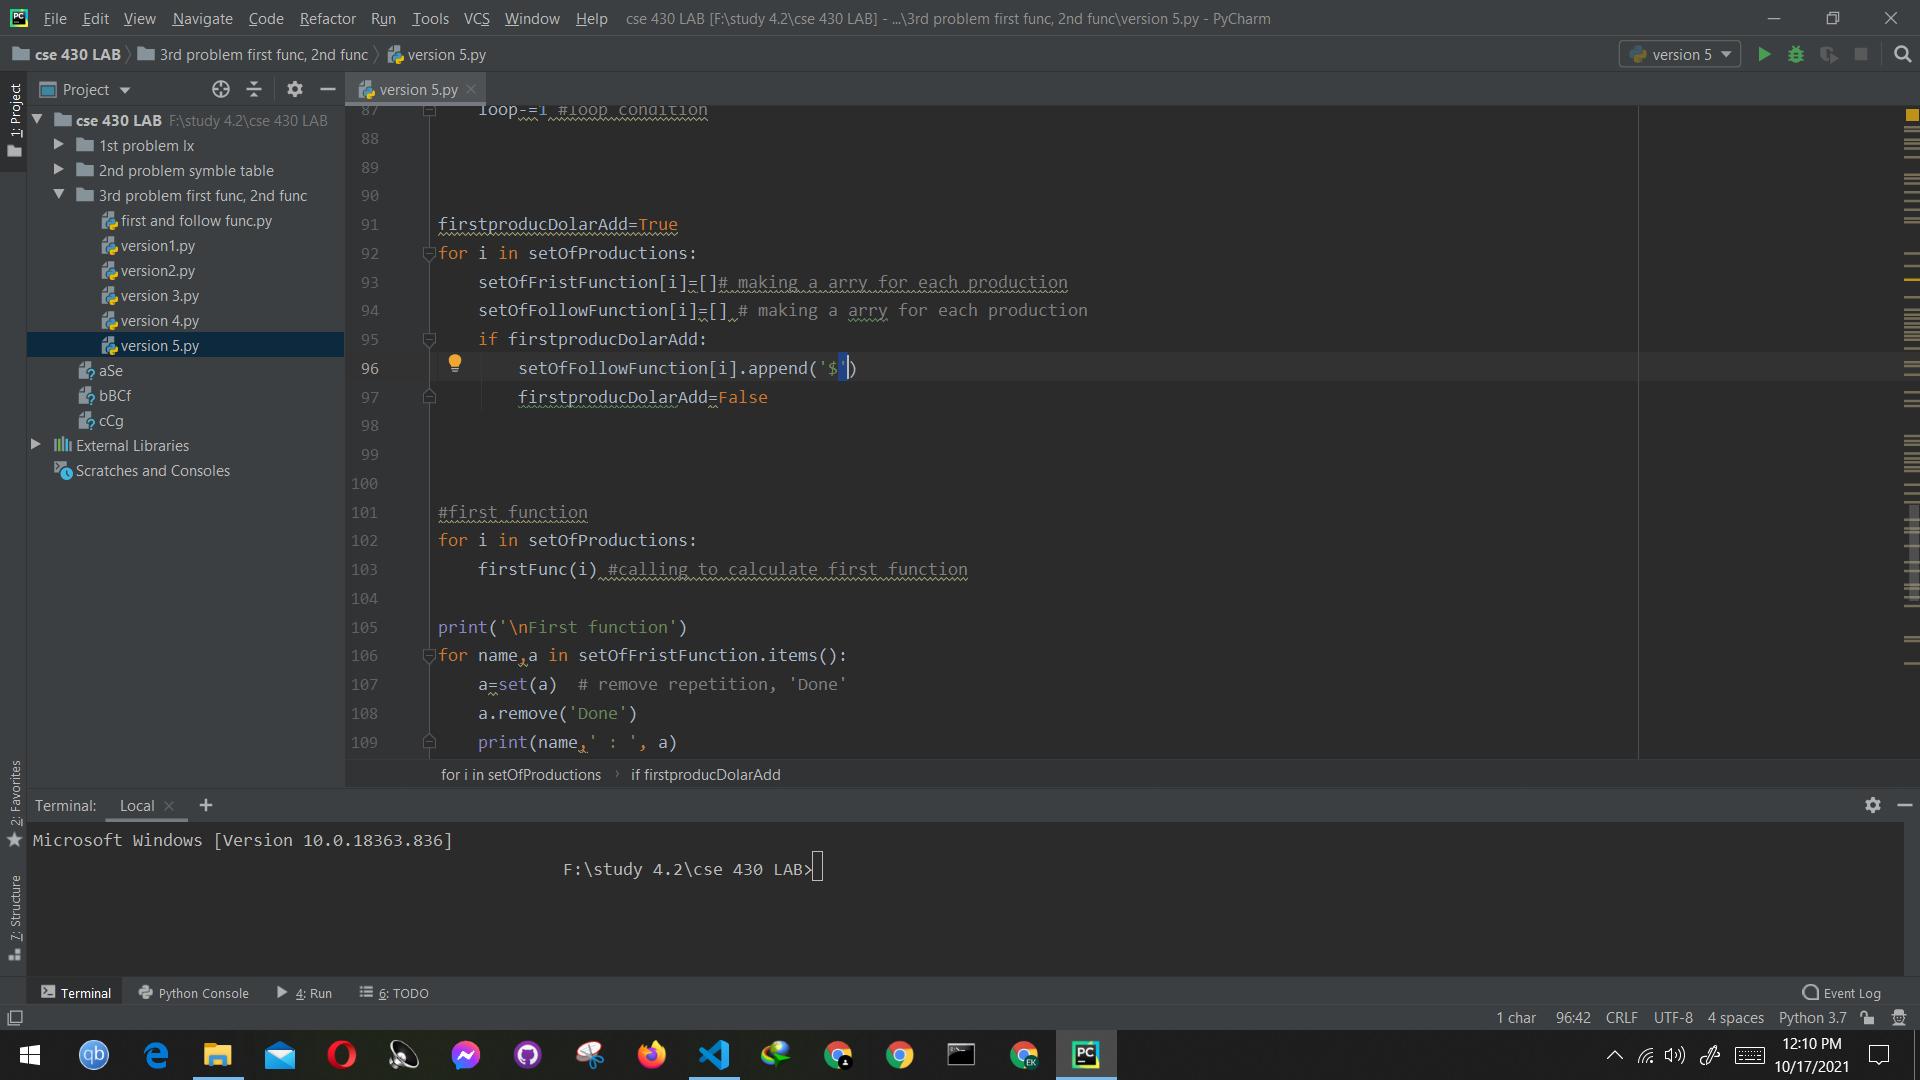 File Edit View Navigate Code Refactor Run Tools VCS Window Help cse 430 LAB [F:\study 4.2\cse 430 LAB] - ...\3rd problem first func, 2nd func\version 5.py - PyCharm
cse 430 LAB 3rd problem first func, 2nd func version 5.py version 5
Project version 5.py
1: Project
cse 430 LAB F:\study 4.2\cse 430 LAB
1st problem lx
2nd problem symble table
3rd problem first func, 2nd func
first and follow func.py
version1.py
version2.py
version 3.py
version 4.py
version 5.py
aSe
bBCf
cCg
External Libraries
Scratches and Consoles
87 loop-=1 #loop condition
88
89
90
91 firstproducDolarAdd=True
92 for i in setOfProductions:
93 setOfFristFunction[i]=[]# making a arry for each production
94 setOfFollowFunction[i]=[] # making a arry for each production
95 if firstproducDolarAdd:
96 setOfFollowFunction[i].append('$')
97 firstproducDolarAdd=False
98
99
100
101 #first function
102 for i in setOfProductions:
103 firstFunc(i) #calling to calculate first function
104
105 print('\nFirst function')
106 for name,a in setOfFristFunction.items():
107 a=set(a) # remove repetition, 'Done'
108 a.remove('Done')
109 print(name,' : ', a)
for i in setOfProductions › if firstproducDolarAdd
2: Favorites
7: Structure
Terminal: Local × +
Microsoft Windows [Version 10.0.18363.836]
F:\study 4.2\cse 430 LAB>
Terminal Python Console 4: Run 6: TODO Event Log
1 char 96:42 CRLF UTF-8 4 spaces Python 3.7
qb
EK
PC
12:10 PM
10/17/2021